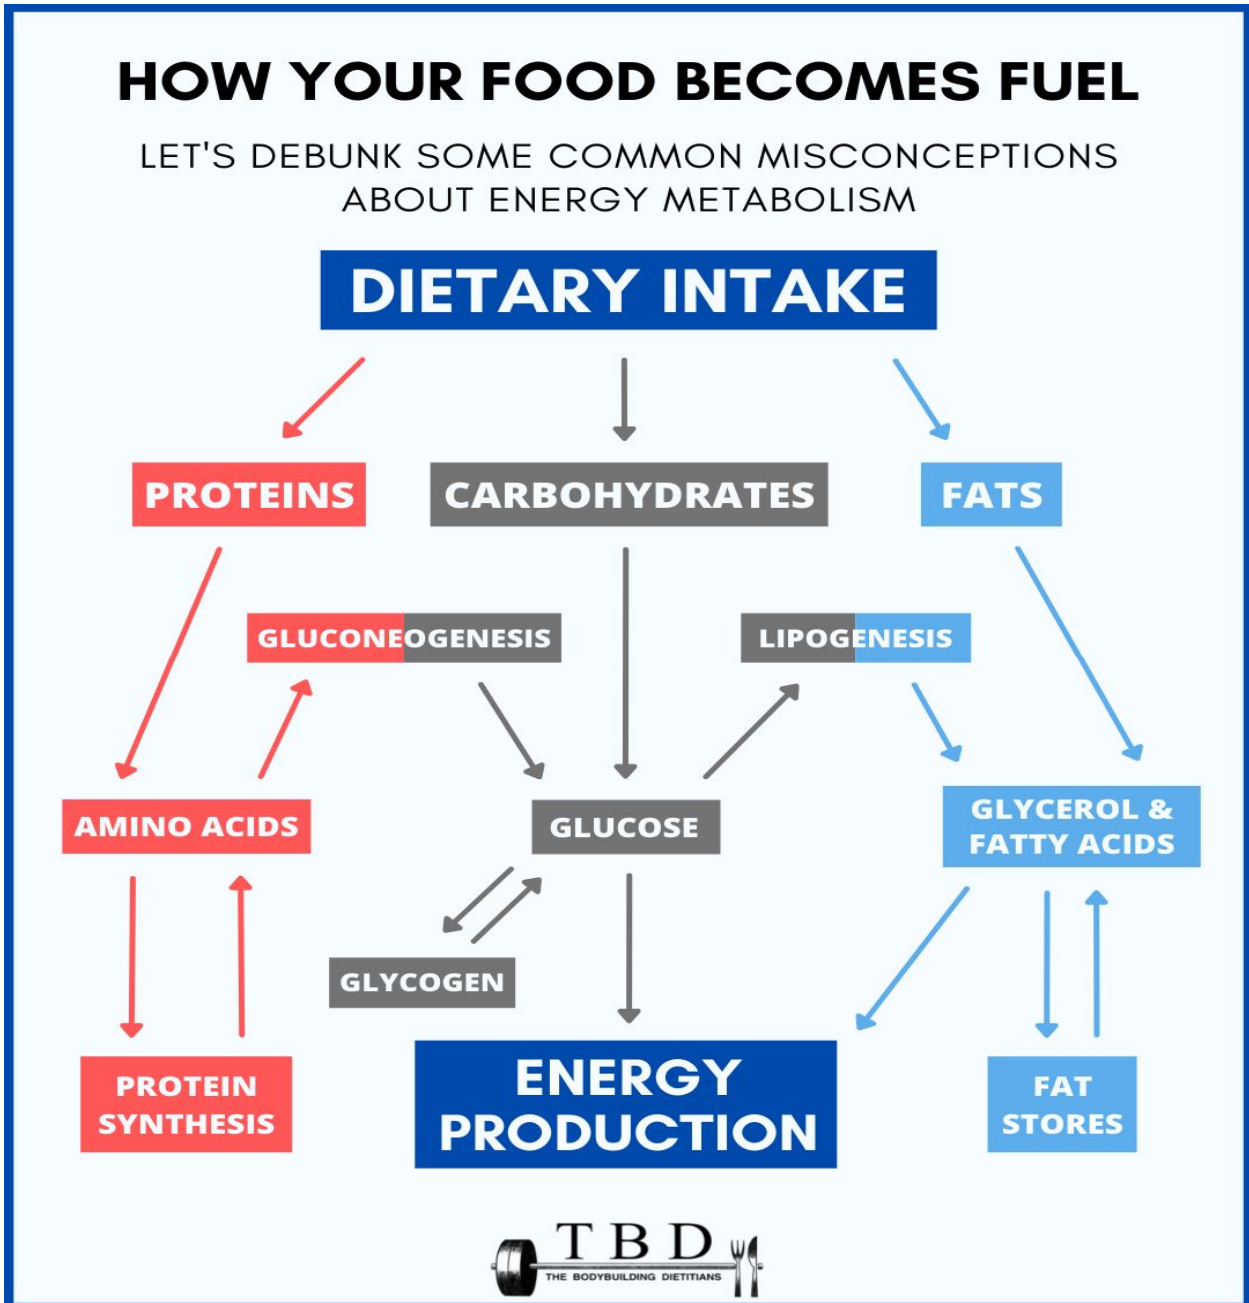 HOW YOUR FOOD BECOMES FUEL
LET'S DEBUNK SOME COMMON MISCONCEPTIONS
ABOUT ENERGY METABOLISM
DIETARY INTAKE
PROTEINS
CARBOHYDRATES
FATS
GLUCONEOGENESIS
LIPOGENESIS
AMINO ACIDS
GLUCOSE
GLYCEROL &
FATTY ACIDS
GLYCOGEN
PROTEIN
SYNTHESIS
ENERGY
PRODUCTION
FAT
STORES
TBD
THE BODYBUILDING DIETITIANS